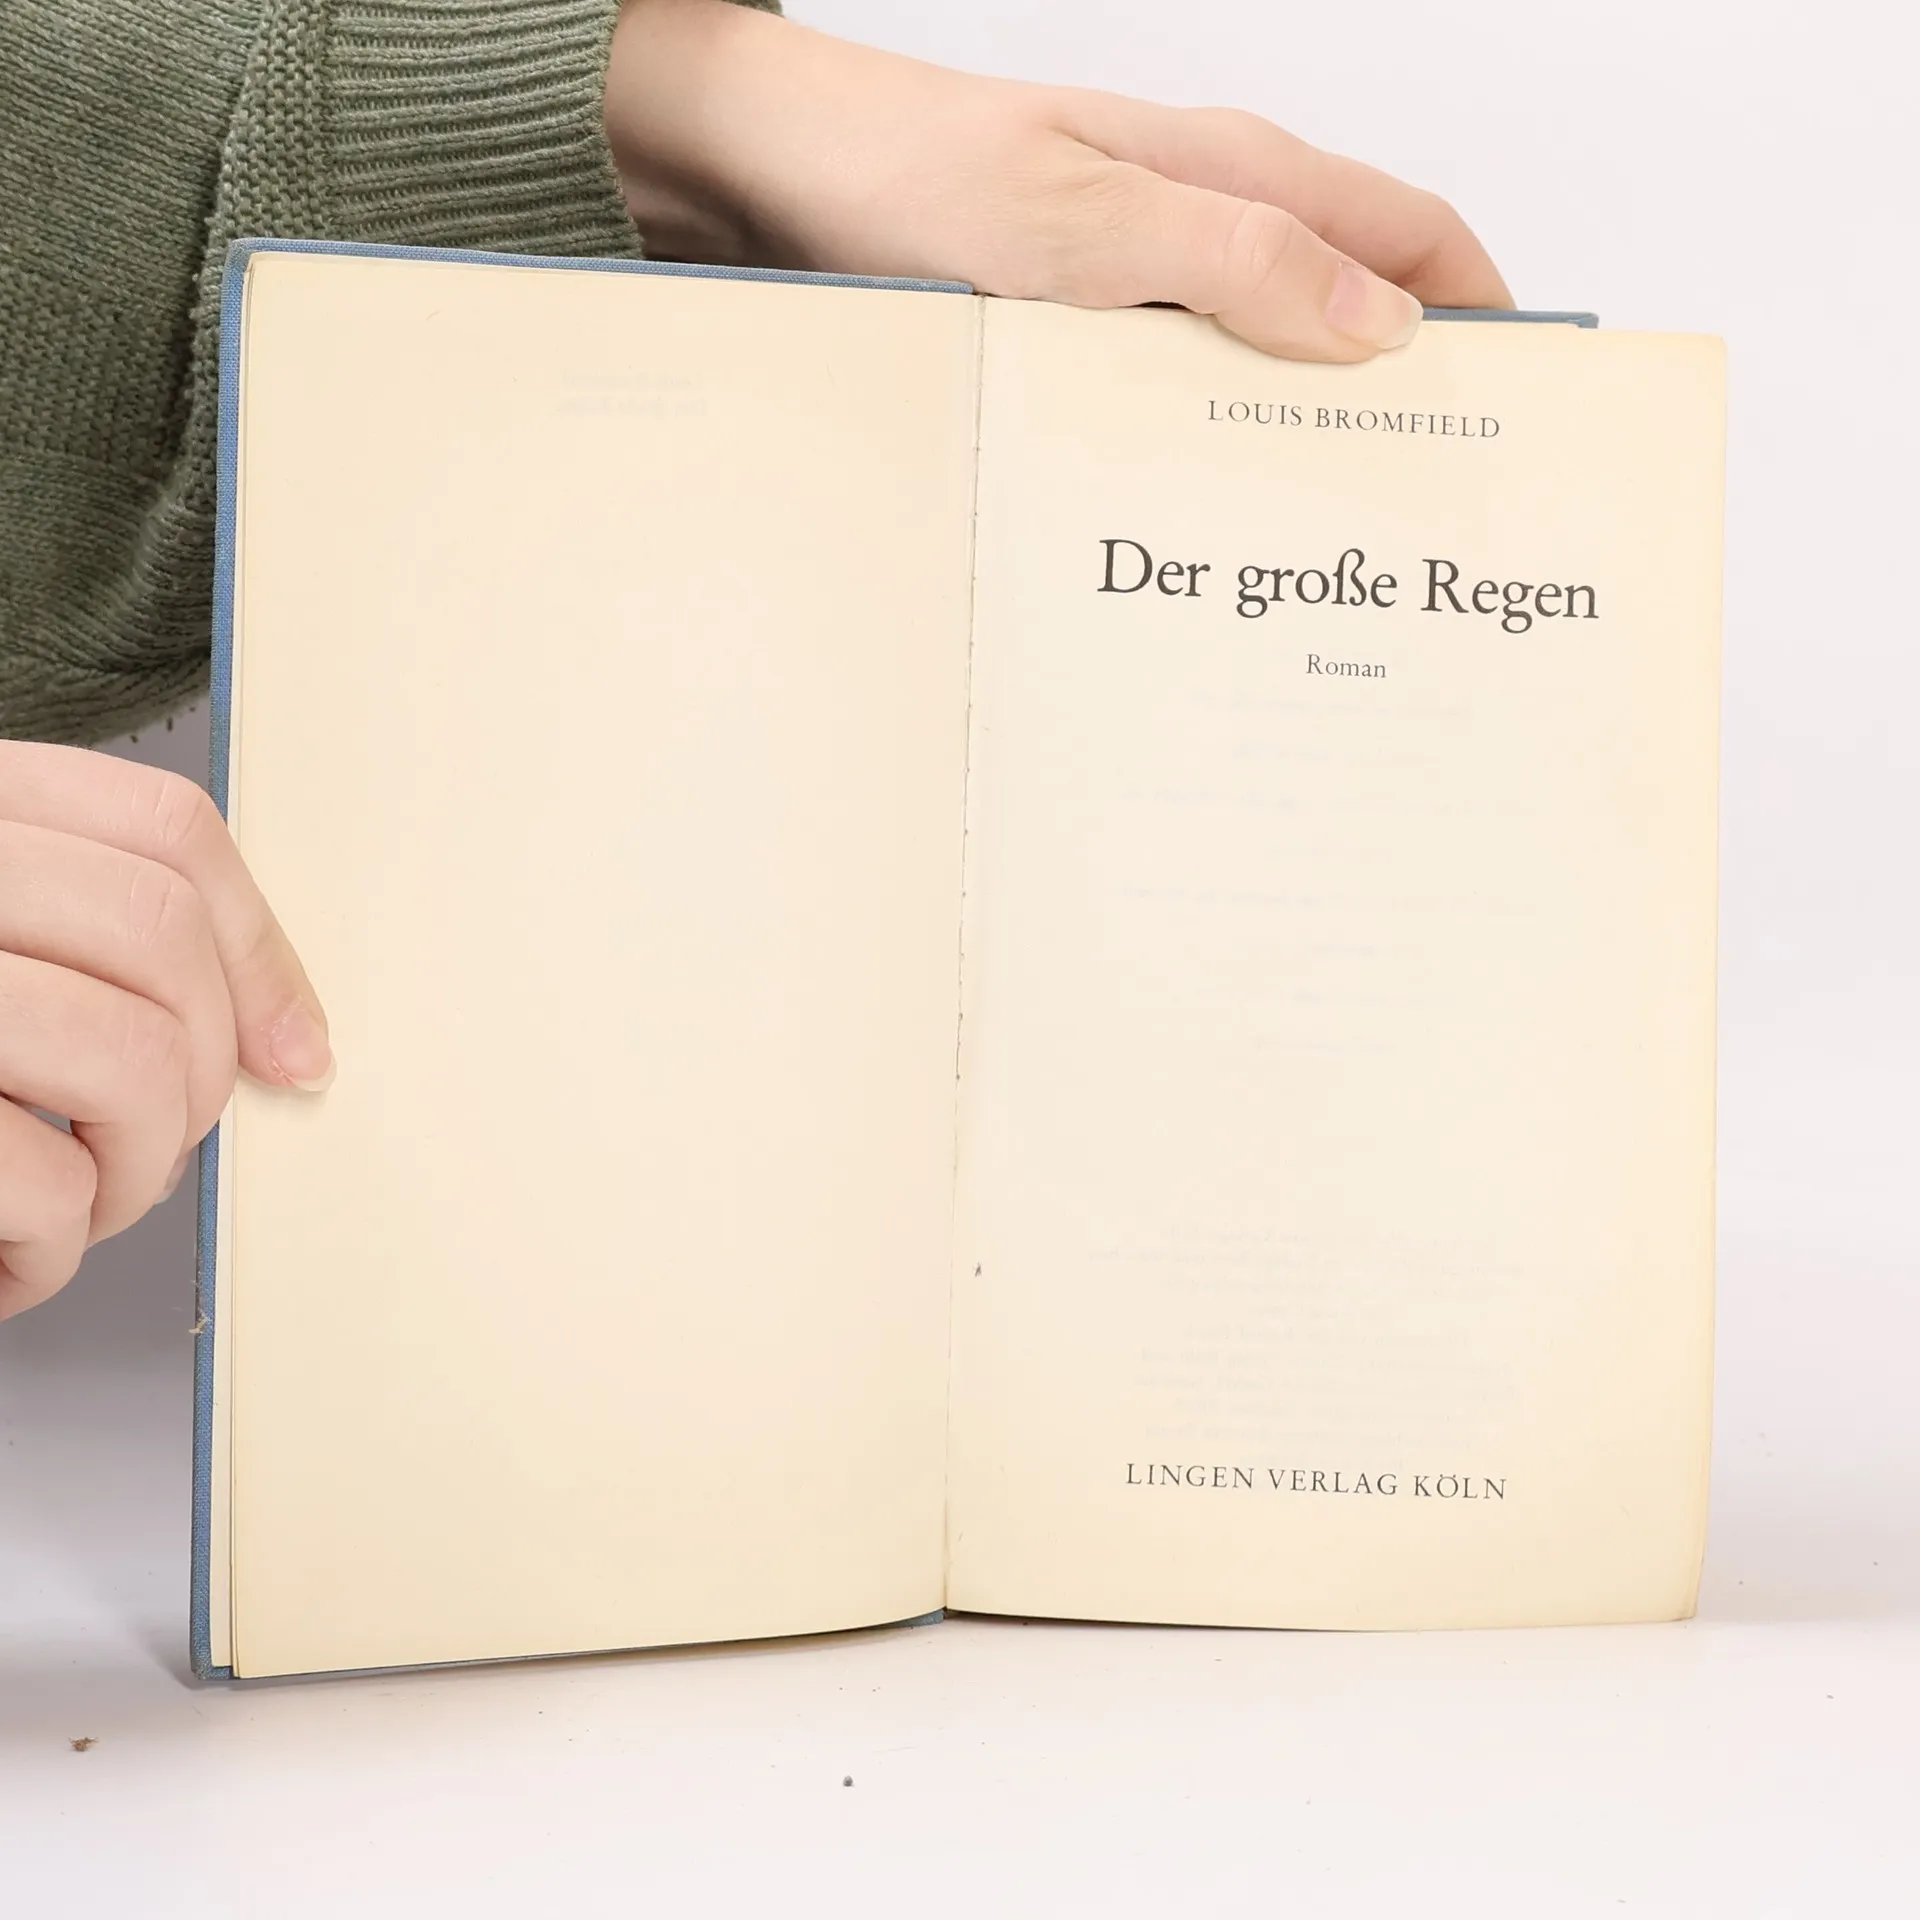 LOUIS BROMFIELD
Der große Regen
Roman
LINGEN VERLAG KÖLN